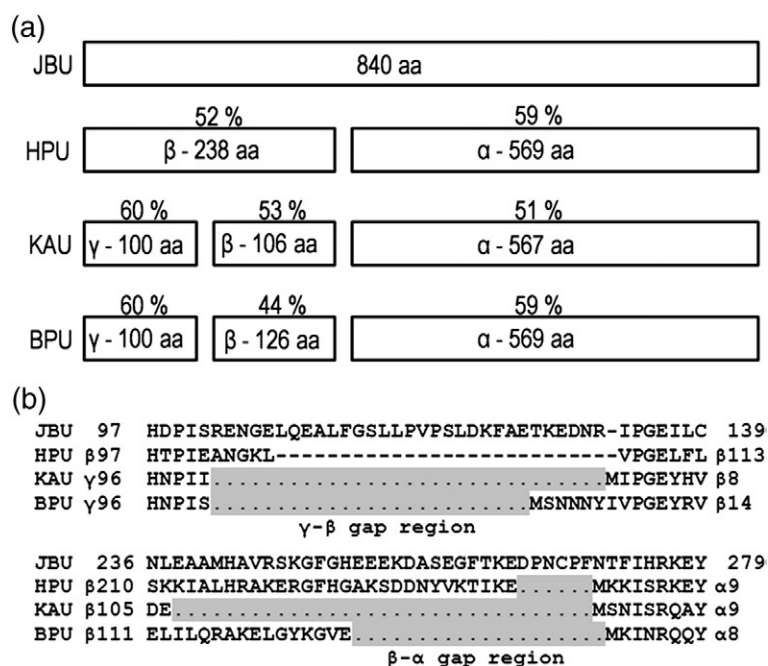 (a)
JBU 840 aa
52 % 59 %
HPU β - 238 aa α - 569 aa
60 % 53 % 51 %
KAU γ - 100 aa β - 106 aa α - 567 aa
60 % 44 % 59 %
BPU γ - 100 aa β - 126 aa α - 569 aa
(b)
JBU 97 HDPISRENGELQEALFGSLLPVPSLDKFAETKEDNR-IPGEILC 139
HPU β97 HTPIEANGKL---------------------------VPGELFL β113
KAU γ96 HNPII...............................MIPGEYHV β8
BPU γ96 HNPIS.........................MSNNNYIVPGEYRV β14
γ-β gap region
JBU 236 NLEAAMHAVRSKGFGHEEEKDASEGFTKEDPNCPFNTFIHRKEY 279
HPU β210 SKKIALHRAKERGFHGAKSDDNYVKTIKE......MKKISRKEY α9
KAU β105 DE.................................MSNISRQAY α9
BPU β111 ELILQRAKELGYKGVE....................MKINRQQY α8
β-α gap region